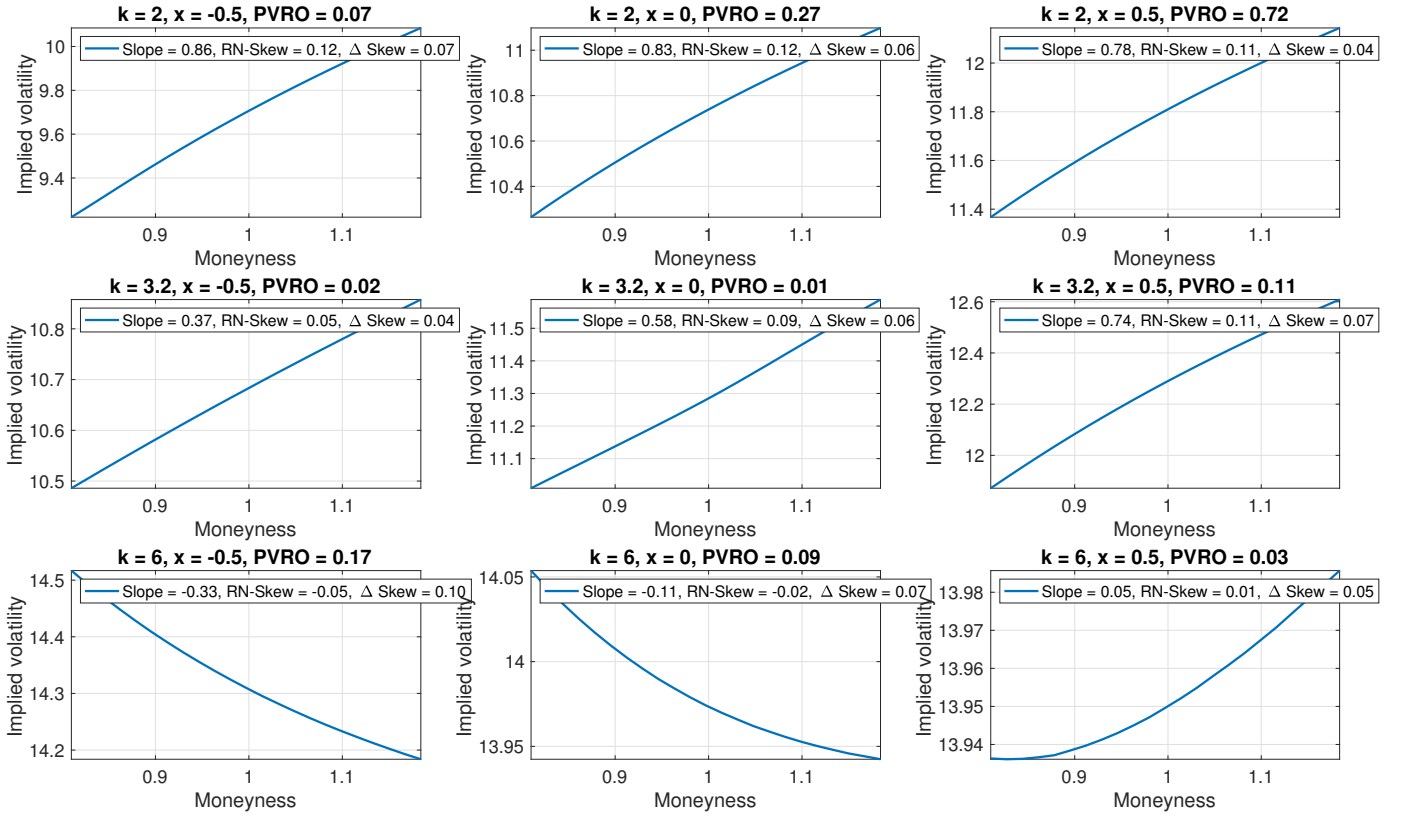 k = 2, x = -0.5, PVRO = 0.07
Slope = 0.86, RN-Skew = 0.12, Δ Skew = 0.07
Implied volatility
10
9.8
9.6
9.4
0.9 1 1.1
Moneyness
k = 2, x = 0, PVRO = 0.27
Slope = 0.83, RN-Skew = 0.12, Δ Skew = 0.06
Implied volatility
11
10.8
10.6
10.4
0.9 1 1.1
Moneyness
k = 2, x = 0.5, PVRO = 0.72
Slope = 0.78, RN-Skew = 0.11, Δ Skew = 0.04
Implied volatility
12
11.8
11.6
11.4
0.9 1 1.1
Moneyness
k = 3.2, x = -0.5, PVRO = 0.02
Slope = 0.37, RN-Skew = 0.05, Δ Skew = 0.04
Implied volatility
10.8
10.7
10.6
10.5
0.9 1 1.1
Moneyness
k = 3.2, x = 0, PVRO = 0.01
Slope = 0.58, RN-Skew = 0.09, Δ Skew = 0.06
Implied volatility
11.5
11.4
11.3
11.2
11.1
0.9 1 1.1
Moneyness
k = 3.2, x = 0.5, PVRO = 0.11
Slope = 0.74, RN-Skew = 0.11, Δ Skew = 0.07
Implied volatility
12.6
12.4
12.2
12
0.9 1 1.1
Moneyness
k = 6, x = -0.5, PVRO = 0.17
Slope = -0.33, RN-Skew = -0.05, Δ Skew = 0.10
Implied volatility
14.5
14.4
14.3
14.2
0.9 1 1.1
Moneyness
k = 6, x = 0, PVRO = 0.09
Slope = -0.11, RN-Skew = -0.02, Δ Skew = 0.07
Implied volatility
14.05
14
13.95
0.9 1 1.1
Moneyness
k = 6, x = 0.5, PVRO = 0.03
Slope = 0.05, RN-Skew = 0.01, Δ Skew = 0.05
Implied volatility
13.98
13.97
13.96
13.95
13.94
0.9 1 1.1
Moneyness